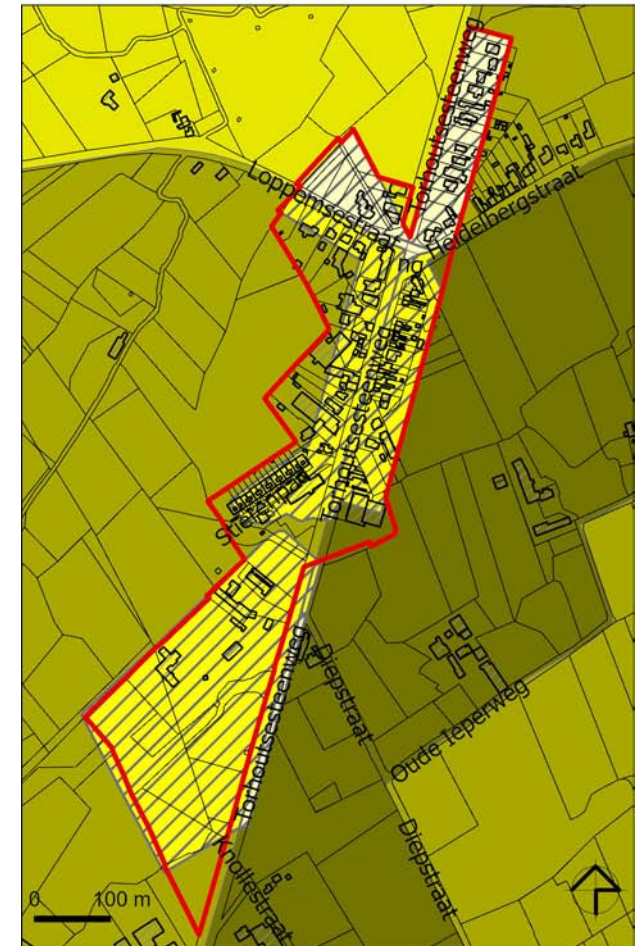 Torhoutsesteenweg
Loppemsestraat
Heidelbergstraat
Torhoutsesteenweg
Diepstraat
Oude Ieperweg
Torhoutsesteenweg
Knollestraat
Diepstraat
0 100 m